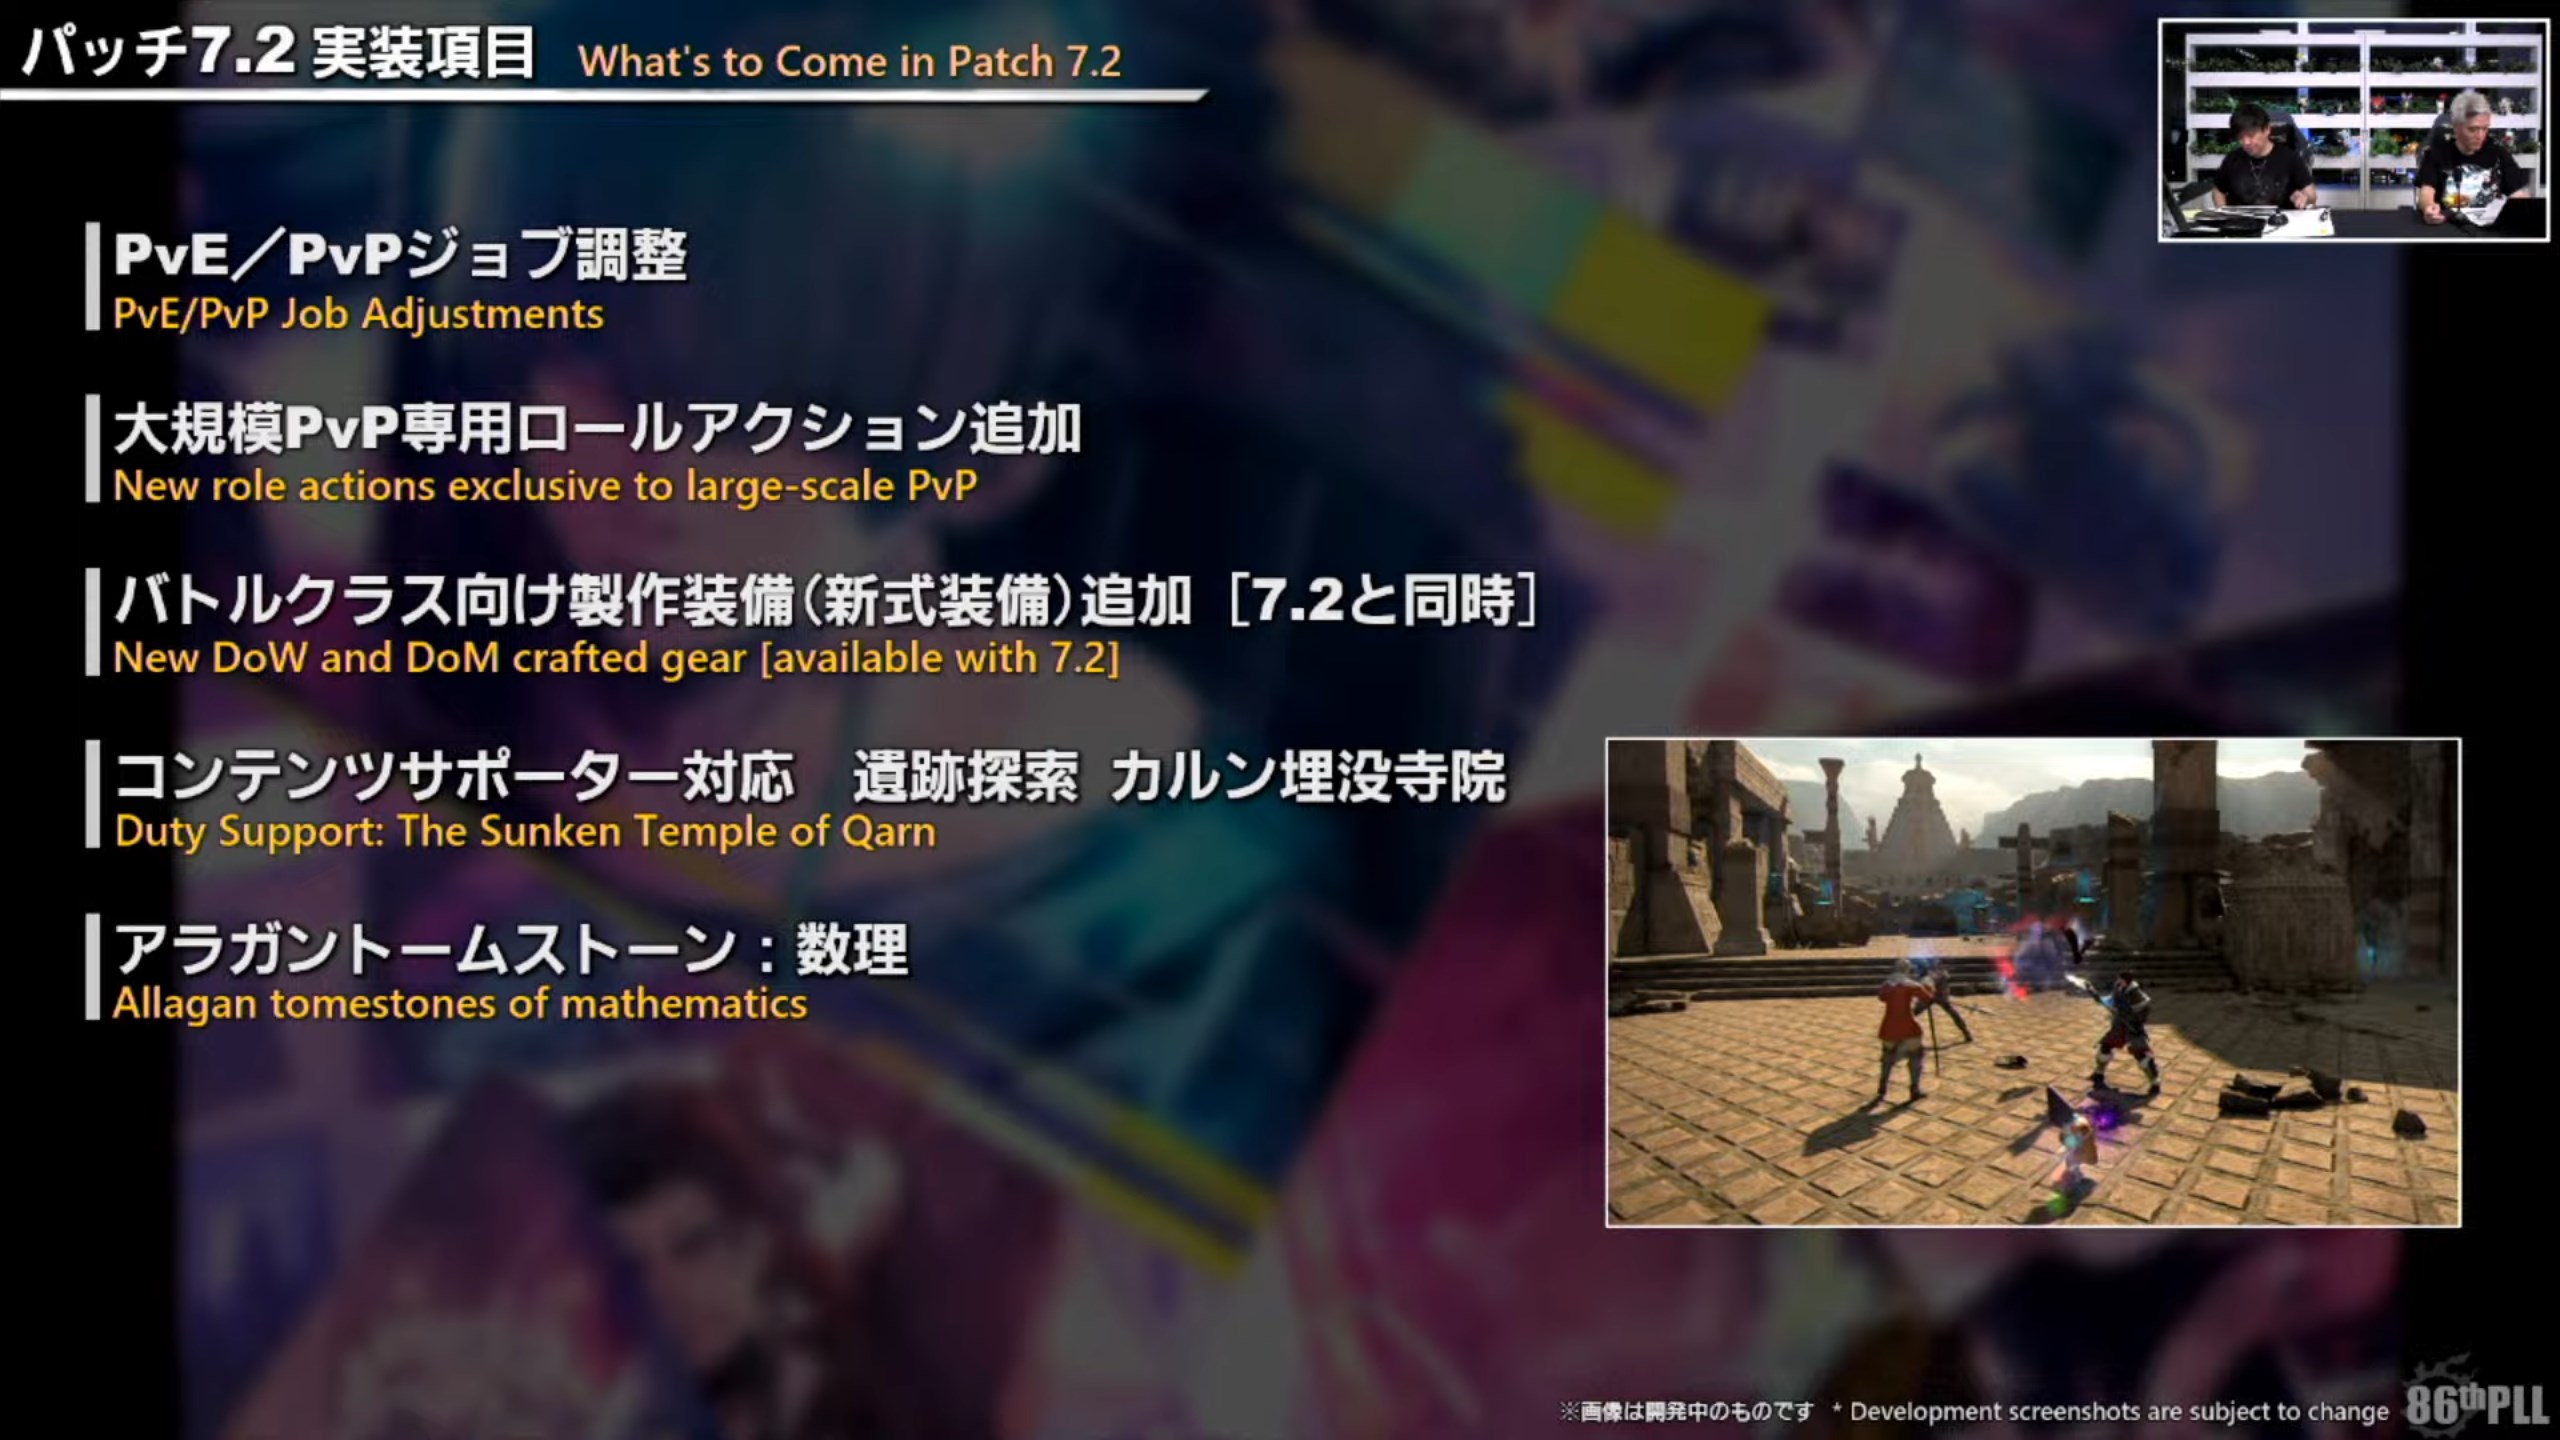 パッチ7.2 実装項目 What's to Come in Patch 7.2
PvE／PvPジョブ調整
PvE/PvP Job Adjustments
大規模PvP専用ロールアクション追加
New role actions exclusive to large-scale PvP
バトルクラス向け製作装備（新式装備）追加［7.2と同時］
New DoW and DoM crafted gear [available with 7.2]
コンテンツサポーター対応　遺跡探索 カルン埋没寺院
Duty Support: The Sunken Temple of Qarn
アラガントームストーン：数理
Allagan tomestones of mathematics
※画像は開発中のものです * Development screenshots are subject to change
86thPLL